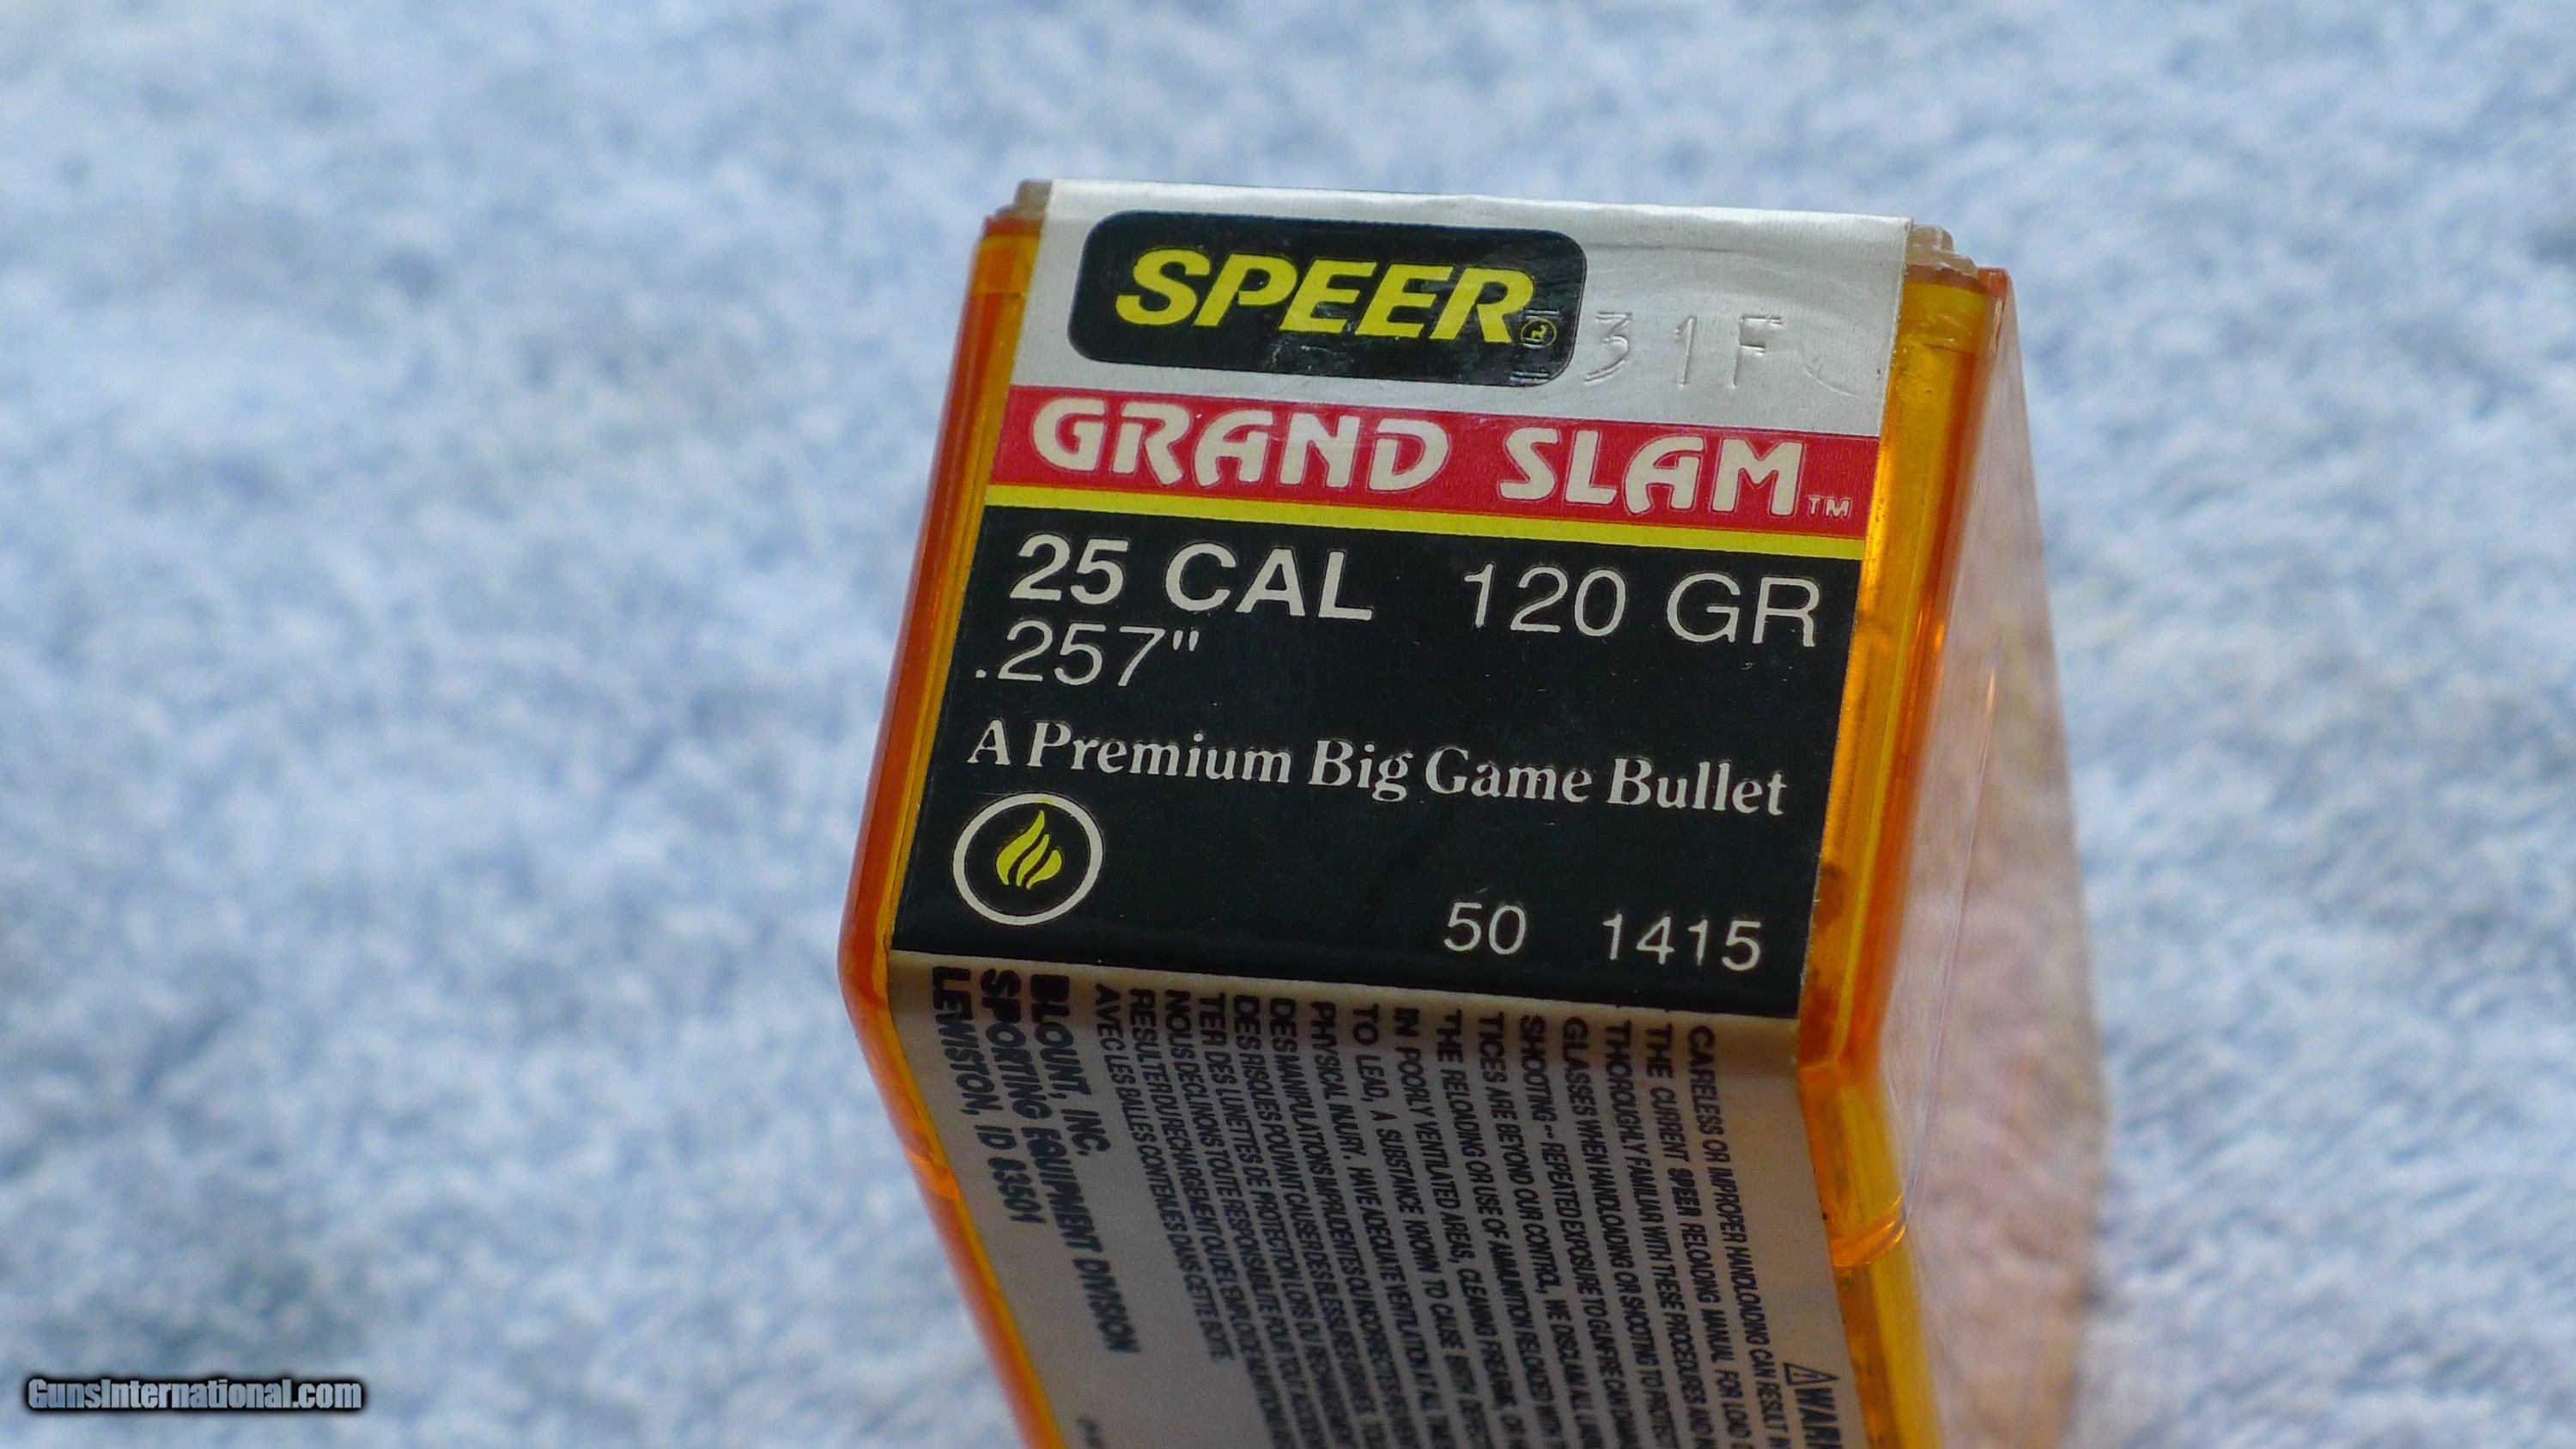 SPEER®
31F
GRAND SLAM™
25 CAL 120 GR
.257"
A Premium Big Game Bullet
50 1415
BLOUNT, INC.
SPORTING EQUIPMENT DIVISION
LEWISTON, ID 83501
⚠WARN
CARELESS OR IMPROPER HANDLOADING CAN RESULT
THE CURRENT SPEER RELOADING MANUAL FOR LOAD
THOROUGHLY FAMILIAR WITH THESE PROCEDURES AND
GLASSES WHEN HANDLOADING OR SHOOTING TO PROTECT
SHOOTING – REPEATED EXPOSURE TO GUNFIRE CAN
TICES ARE BEYOND OUR CONTROL, WE DISCLAIM ALL
THE RELOADING OR USE OF AMMUNITION RELOADED WITH
IN POORLY VENTILATED AREAS, CLEANING FIREARMS, OR
TO LEAD, A SUBSTANCE KNOWN TO CAUSE BIRTH DEFECTS
PHYSICAL INJURY. HAVE ADEQUATE VENTILATION AT ALL
DES MANIPULATIONS IMPRUDENTES OU INCORRECTES PEUVENT
DES RISQUES POUVANT CAUSER DES BLESSURES
TER DES LUNETTES DE PROTECTION LORS DU RECHARGEMENT
NOUS DECLINONS TOUTE RESPONSABILITE POUR TOUT ACCIDENT
RESULTER DU RECHARGEMENT OU DE L'EMPLOI DE MUNITIONS
AVEC LES BALLES CONTENUES DANS CETTE BOITE.
GunsInternational.com